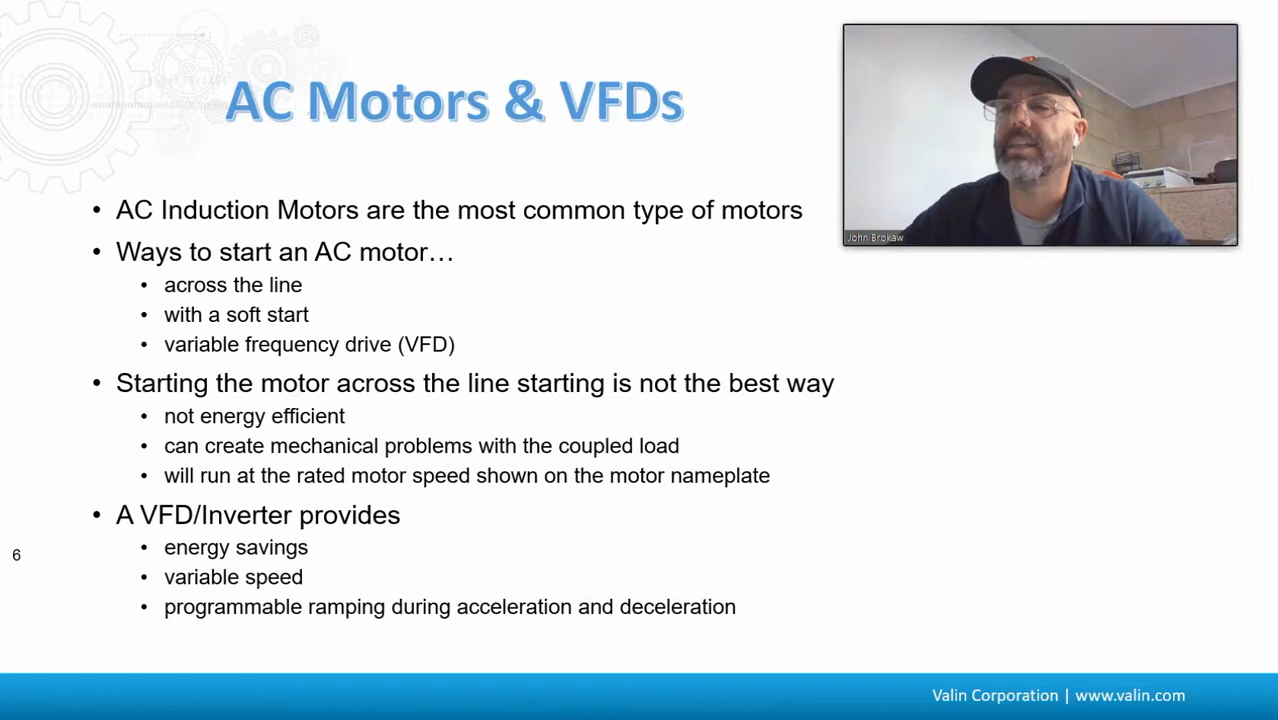 AC Motors & VFDs
John Brokaw
• AC Induction Motors are the most common type of motors
• Ways to start an AC motor…
• across the line
• with a soft start
• variable frequency drive (VFD)
• Starting the motor across the line starting is not the best way
• not energy efficient
• can create mechanical problems with the coupled load
• will run at the rated motor speed shown on the motor nameplate
• A VFD/Inverter provides
• energy savings
• variable speed
• programmable ramping during acceleration and deceleration
6
Valin Corporation | www.valin.com